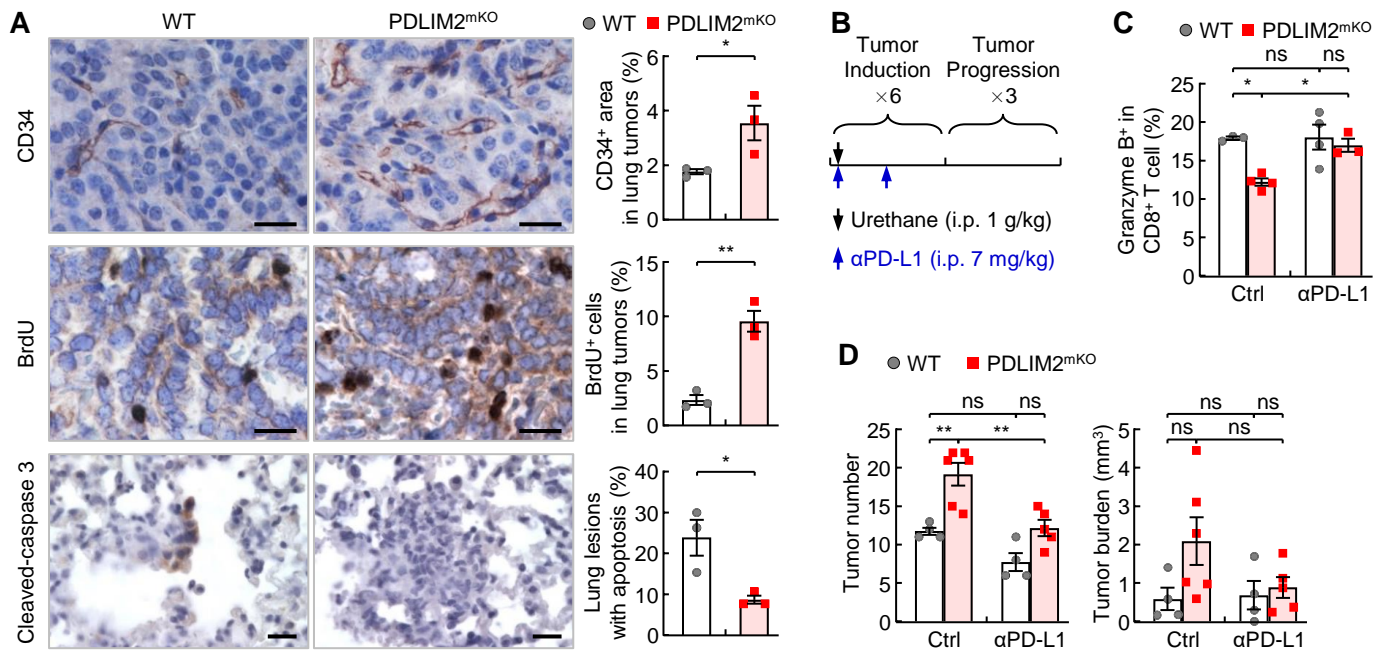 A
WT
PDLIM2mKO
CD34
BrdU
Cleaved-caspase 3
WT PDLIM2mKO
CD34+ area
in lung tumors (%)
6
4
2
0
*
BrdU+ cells
in lung tumors (%)
15
10
5
0
**
Lung lesions
with apoptosis (%)
40
30
20
10
0
*
B
Tumor
Induction
×6
Tumor
Progression
×3
Urethane (i.p. 1 g/kg)
αPD-L1 (i.p. 7 mg/kg)
C
WT PDLIM2mKO
ns ns
* *
Granzyme B+ in
CD8+ T cell (%)
25
20
15
10
5
0
Ctrl αPD-L1
D
WT PDLIM2mKO
ns ns
** **
Tumor number
25
20
15
10
5
0
Ctrl αPD-L1
ns ns
ns ns
Tumor burden (mm3)
5
4
3
2
1
0
Ctrl αPD-L1